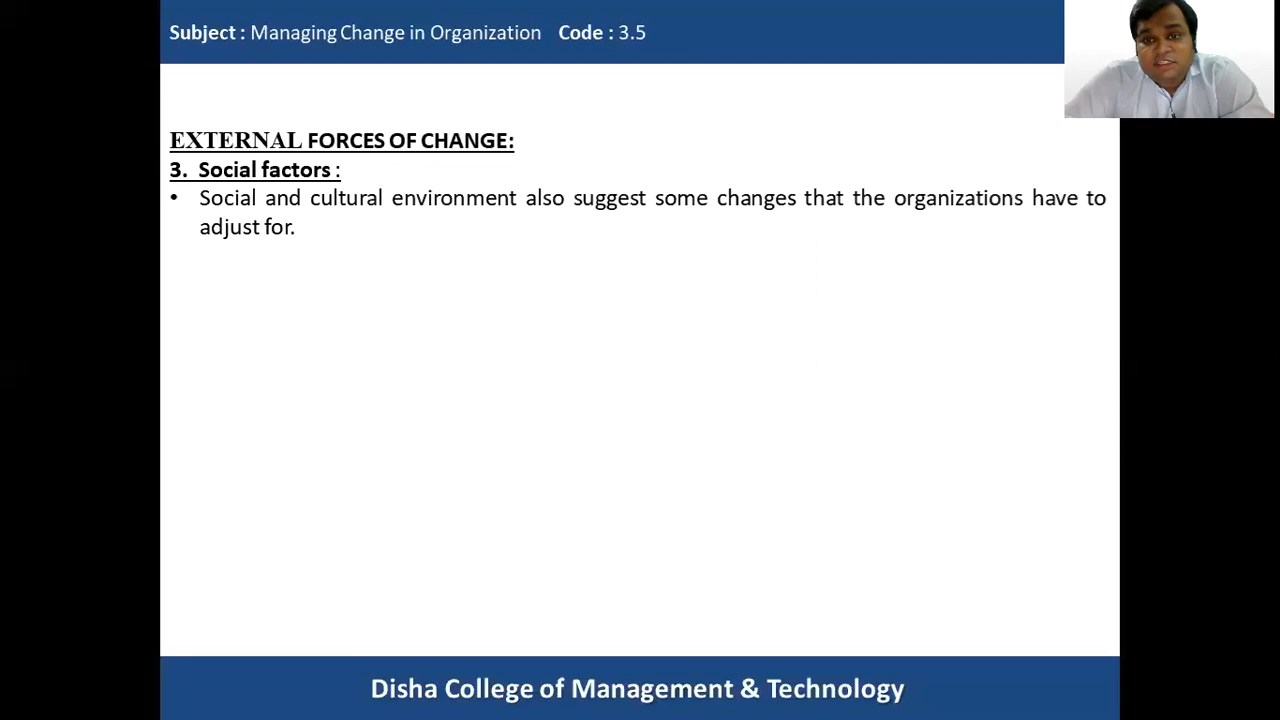 Subject : Managing Change in Organization Code : 3.5
EXTERNAL FORCES OF CHANGE:
3. Social factors :
• Social and cultural environment also suggest some changes that the organizations have to
adjust for.
Disha College of Management & Technology